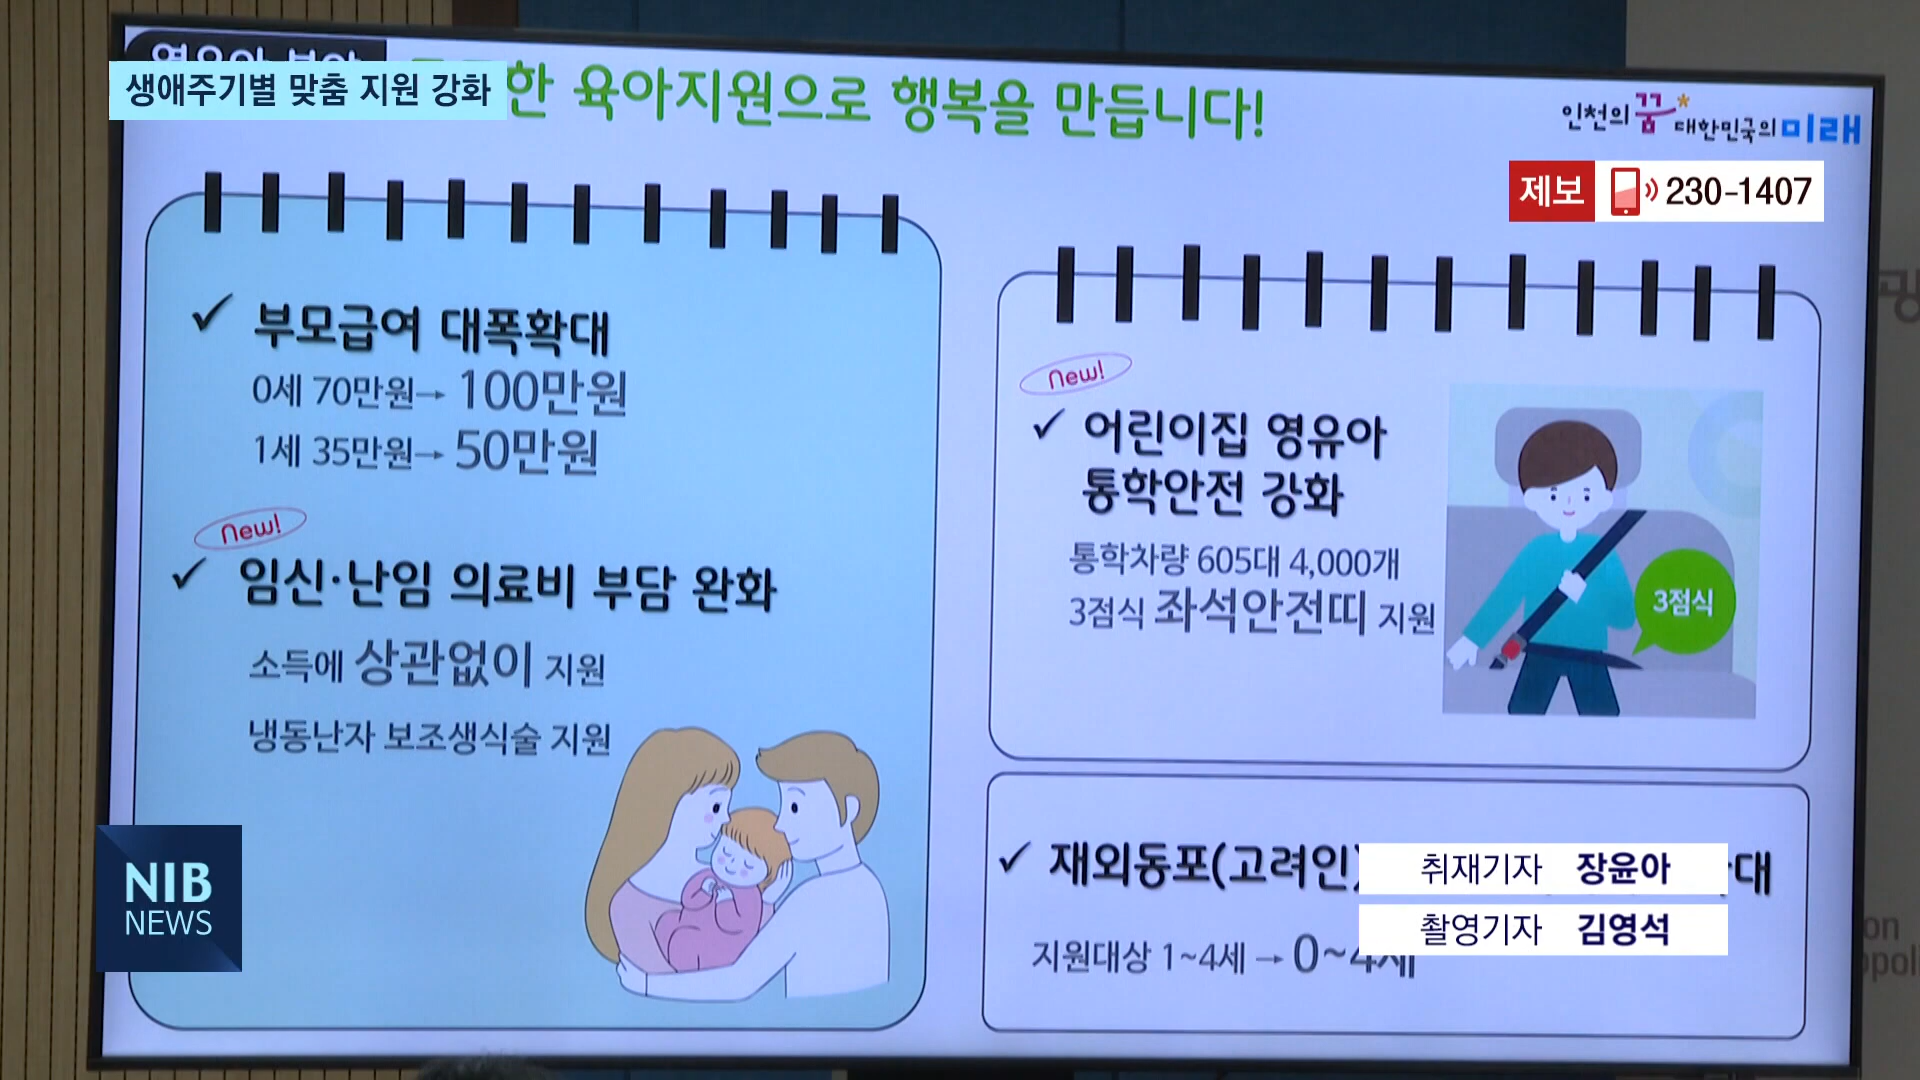 생애주기별 맞춤 지원 강화
한 육아지원으로 행복을 만듭니다!
인천의 꿈 대한민국의 미래
제보 230-1407
부모급여 대폭확대
0세 70만원→ 100만원
1세 35만원→ 50만원
New!
임신·난임 의료비 부담 완화
소득에 상관없이 지원
냉동난자 보조생식술 지원
New!
어린이집 영유아
통학안전 강화
통학차량 605대 4,000개
3점식 좌석안전띠 지원
3점식
재외동포(고려인)
지원대상 1~4세 → 0~4세
취재기자 장윤아
촬영기자 김영석
NIB
NEWS